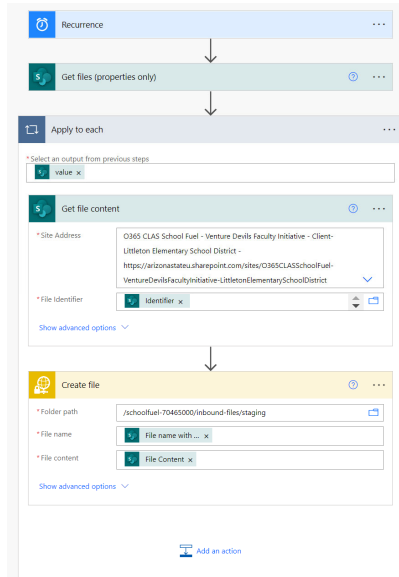 Recurrence
Get files (properties only)
Apply to each
* Select an output from previous steps
value ×
Get file content
* Site Address
O365 CLAS School Fuel - Venture Devils Faculty Initiative - Client-
Littleton Elementary School District -
https://arizonastateu.sharepoint.com/sites/O365CLASSchoolFuel-
VentureDevilsFacultyInitiative-LittletonElementarySchoolDistrict
* File Identifier
Identifier ×
Show advanced options
Create file
* Folder path
/schoolfuel-70465000/inbound-files/staging
* File name
File name with ... ×
* File content
File Content ×
Show advanced options
Add an action